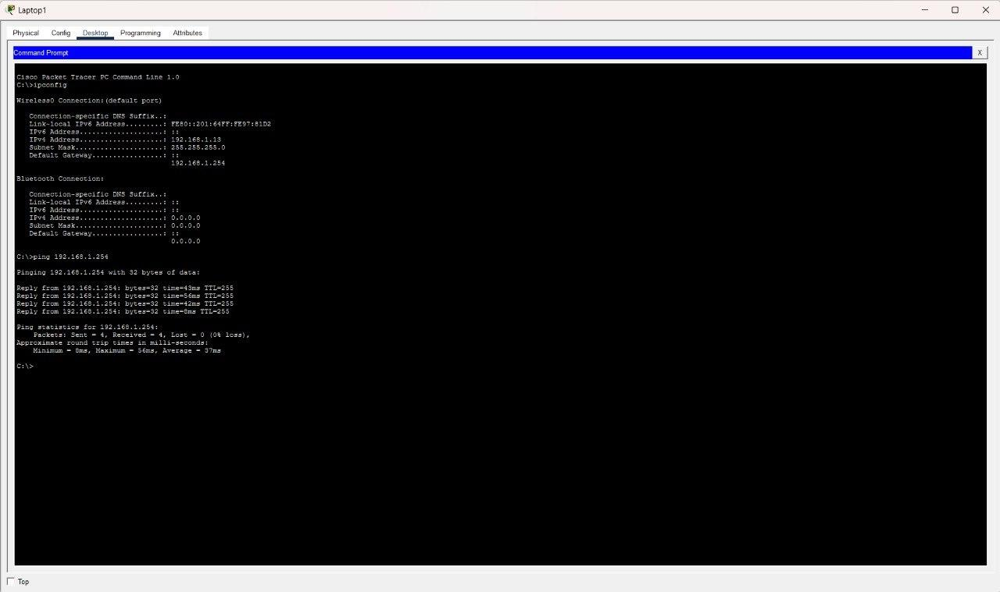 Laptop1
Physical Config Desktop Programming Attributes
Command Prompt
X
Cisco Packet Tracer PC Command Line 1.0
C:\>ipconfig
Wireless0 Connection:(default port)
Connection-specific DNS Suffix..:
Link-local IPv6 Address.........: FE80::201:64FF:FE97:81D2
IPv6 Address....................: ::
IPv4 Address....................: 192.168.1.13
Subnet Mask.....................: 255.255.255.0
Default Gateway.................: ::
192.168.1.254
Bluetooth Connection:
Connection-specific DNS Suffix..:
Link-local IPv6 Address.........: ::
IPv6 Address....................: ::
IPv4 Address....................: 0.0.0.0
Subnet Mask.....................: 0.0.0.0
Default Gateway.................: ::
0.0.0.0
C:\>ping 192.168.1.254
Pinging 192.168.1.254 with 32 bytes of data:
Reply from 192.168.1.254: bytes=32 time=43ms TTL=255
Reply from 192.168.1.254: bytes=32 time=56ms TTL=255
Reply from 192.168.1.254: bytes=32 time=42ms TTL=255
Reply from 192.168.1.254: bytes=32 time=8ms TTL=255
Ping statistics for 192.168.1.254:
Packets: Sent = 4, Received = 4, Lost = 0 (0% loss),
Approximate round trip times in milli-seconds:
Minimum = 8ms, Maximum = 56ms, Average = 37ms
C:\>
Top